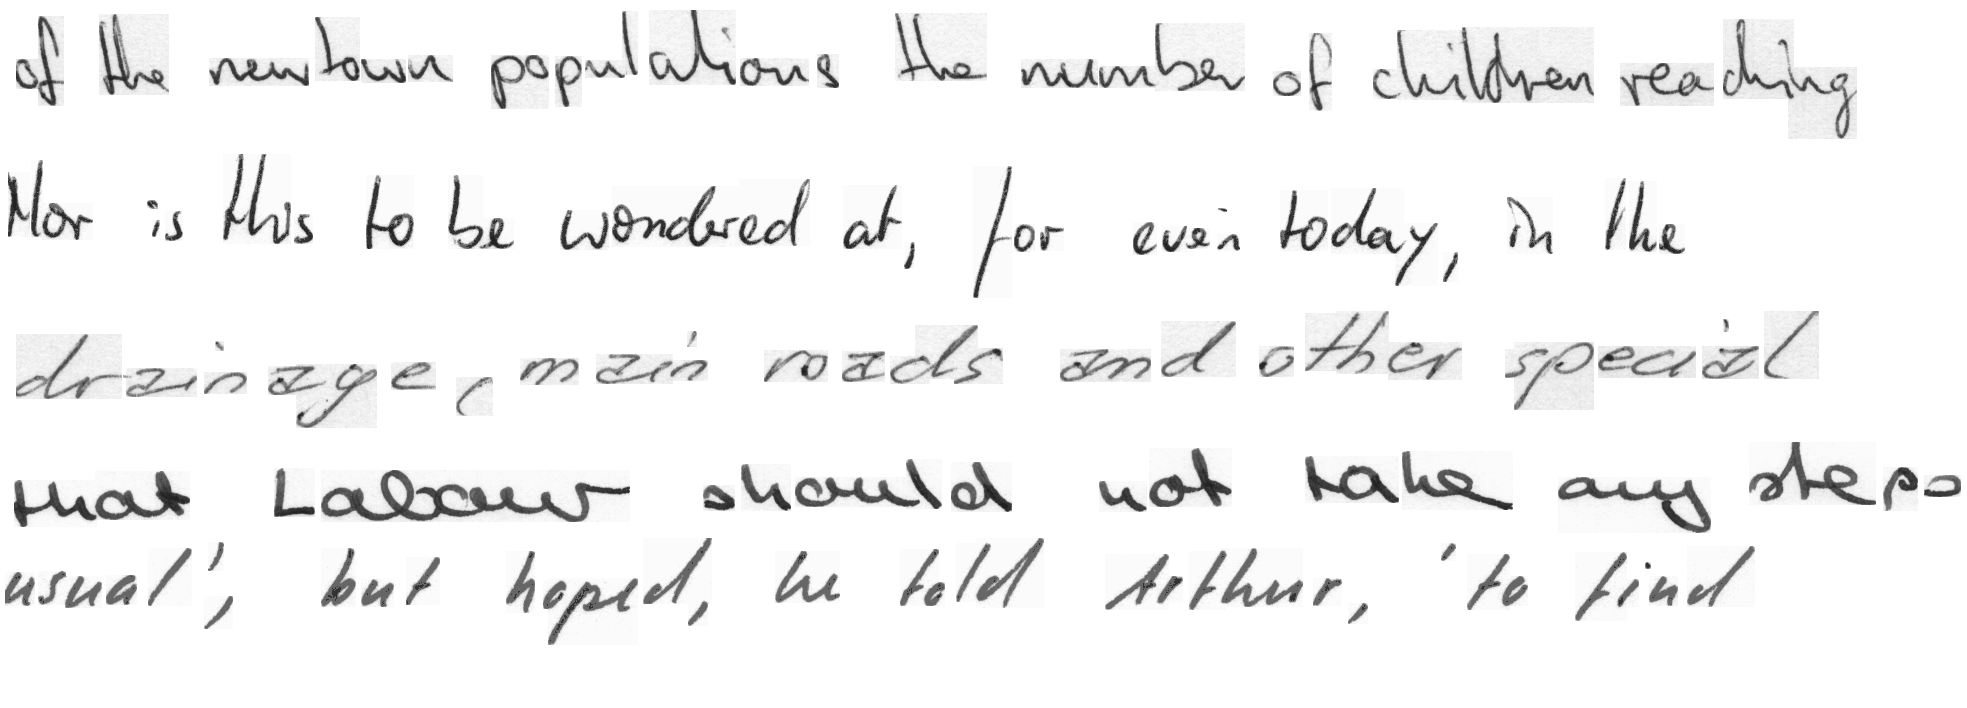 of the newtown populations the number of children reading
Nor is this to be wondered at, for even today, in the
drainage, main roads and other special
that Labour should not take any steps
usual', but hoped, he told Arthur, 'to find